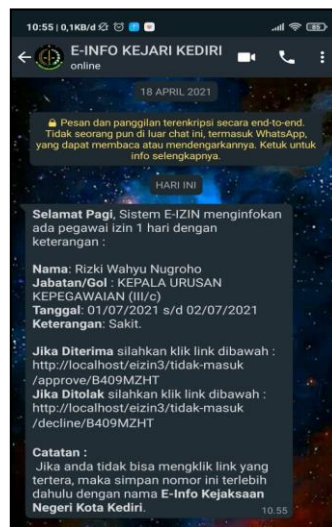 10:55 | 0,1KB/d
85
E-INFO KEJARI KEDIRI
online
18 APRIL 2021
Pesan dan panggilan terenkripsi secara end-to-end.
Tidak seorang pun di luar chat ini, termasuk WhatsApp,
yang dapat membaca atau mendengarkannya. Ketuk untuk
info selengkapnya.
HARI INI
Selamat Pagi, Sistem E-IZIN menginfokan
ada pegawai izin 1 hari dengan
keterangan :
Nama: Rizki Wahyu Nugroho
Jabatan/Gol : KEPALA URUSAN
KEPEGAWAIAN (III/c)
Tanggal: 01/07/2021 s/d 02/07/2021
Keterangan: Sakit.
Jika Diterima silahkan klik link dibawah :
http://localhost/eizin3/tidak-masuk
/approve/B409MZHT
Jika Ditolak silahkan klik link dibawah :
http://localhost/eizin3/tidak-masuk
/decline/B409MZHT
Catatan :
Jika anda tidak bisa mengklik link yang
tertera, maka simpan nomor ini terlebih
dahulu dengan nama E-Info Kejaksaan
Negeri Kota Kediri.
10.55